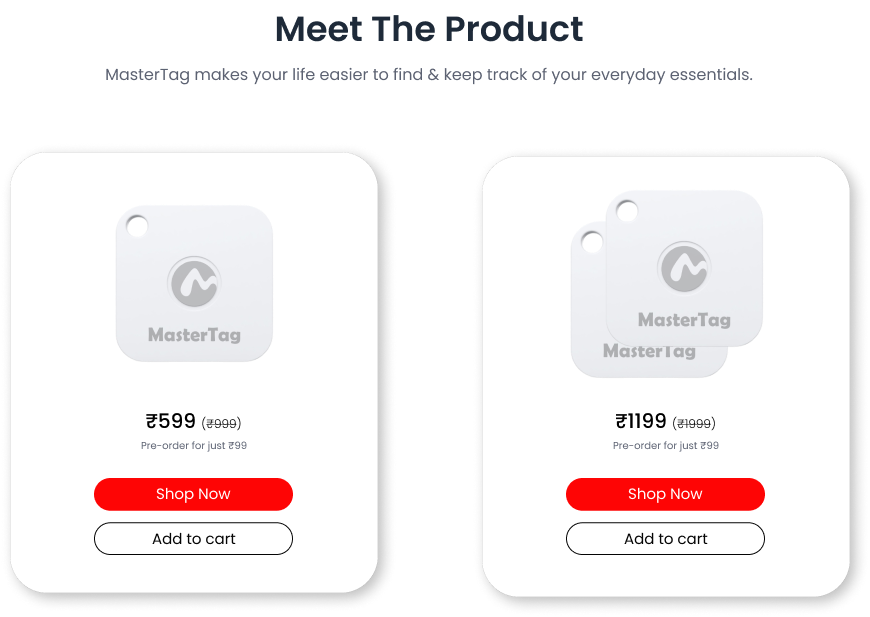 Meet The Product
MasterTag makes your life easier to find & keep track of your everyday essentials.
MasterTag
₹599 (₹999)
Pre-order for just ₹99
Shop Now
Add to cart
MasterTag
MasterTag
₹1199 (₹1999)
Pre-order for just ₹99
Shop Now
Add to cart